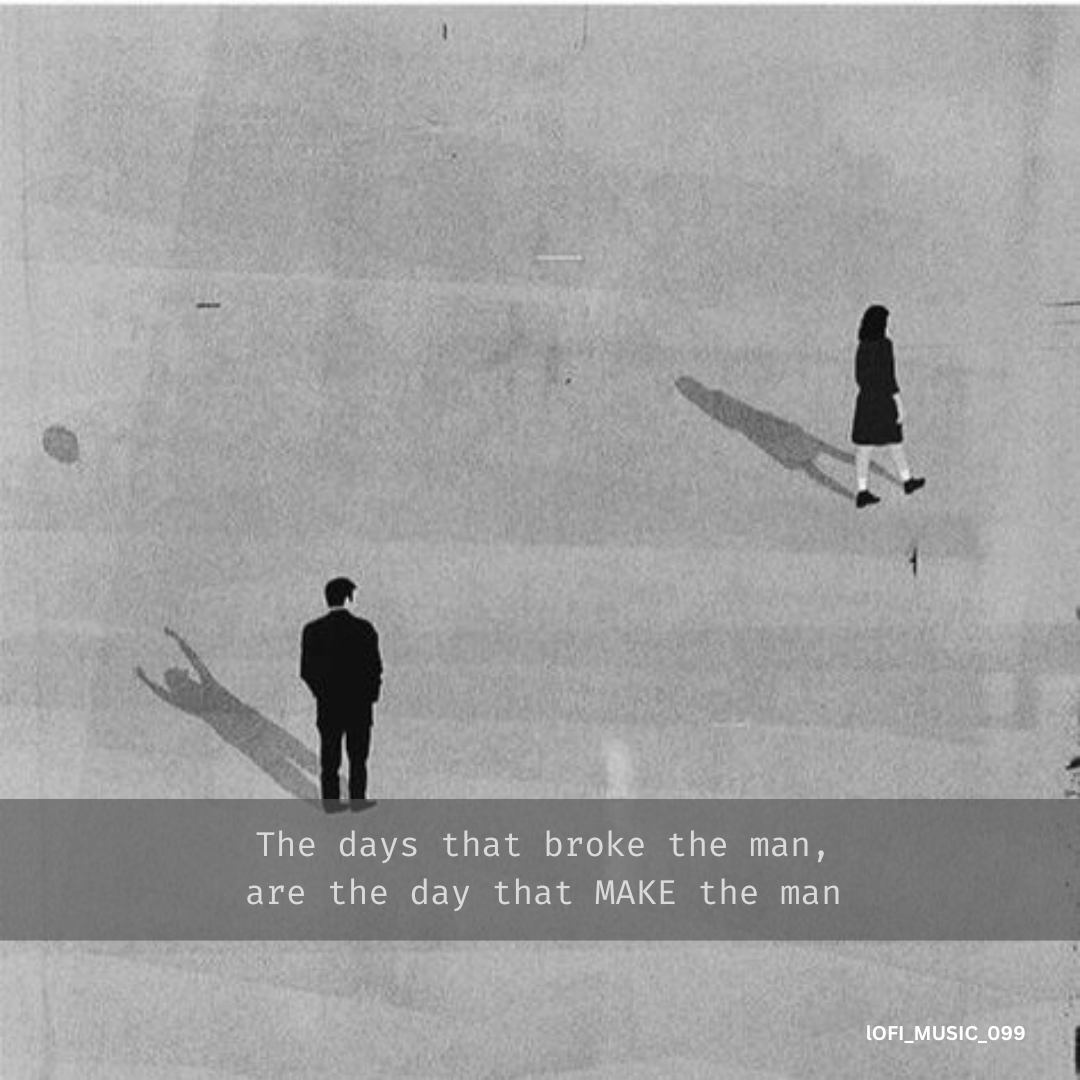 The days that broke the man,
are the day that MAKE the man
lOFI_MUSIC_099